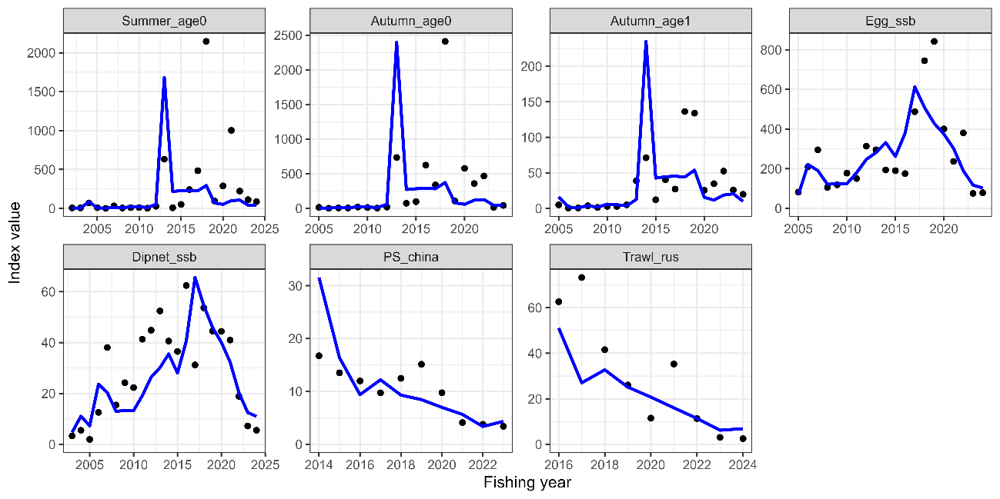 Summer_age0
Autumn_age0
Autumn_age1
Egg_ssb
2000
1500
1000
500
0
2005 2010 2015 2020 2025
2500
2000
1500
1000
500
0
2005 2010 2015 2020
200
150
100
50
0
2005 2010 2015 2020
800
600
400
200
0
2005 2010 2015 2020
Index value
Dipnet_ssb
PS_china
Trawl_rus
60
40
20
0
2005 2010 2015 2020 2025
30
20
10
0
2014 2016 2018 2020 2022
60
40
20
0
2016 2018 2020 2022 2024
Fishing year